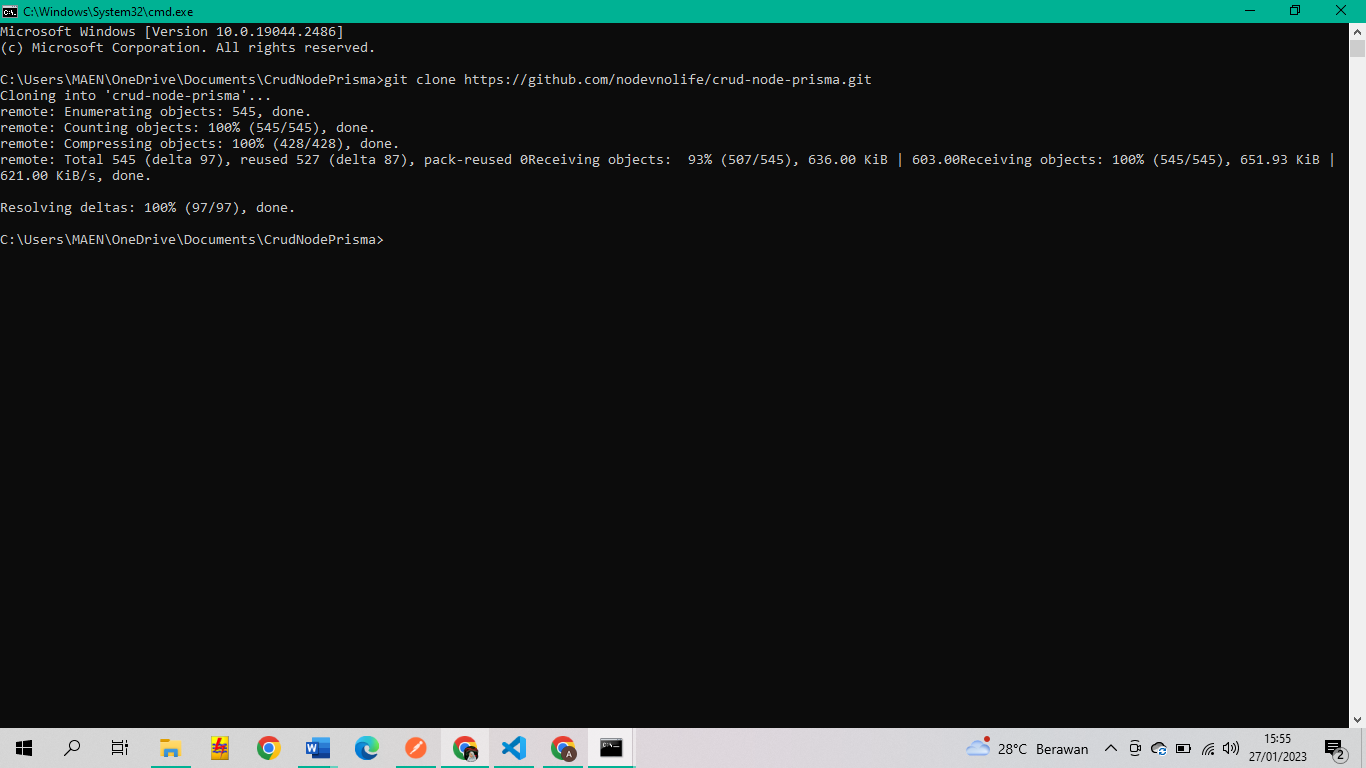 C:\Windows\System32\cmd.exe
Microsoft Windows [Version 10.0.19044.2486]
(c) Microsoft Corporation. All rights reserved.
C:\Users\MAEN\OneDrive\Documents\CrudNodePrisma>git clone https://github.com/nodevnolife/crud-node-prisma.git
Cloning into 'crud-node-prisma'...
remote: Enumerating objects: 545, done.
remote: Counting objects: 100% (545/545), done.
remote: Compressing objects: 100% (428/428), done.
remote: Total 545 (delta 97), reused 527 (delta 87), pack-reused 0Receiving objects:  93% (507/545), 636.00 KiB | 603.00Receiving objects: 100% (545/545), 651.93 KiB |
621.00 KiB/s, done.
Resolving deltas: 100% (97/97), done.
C:\Users\MAEN\OneDrive\Documents\CrudNodePrisma>
28°C Berawan
15:55
27/01/2023
2